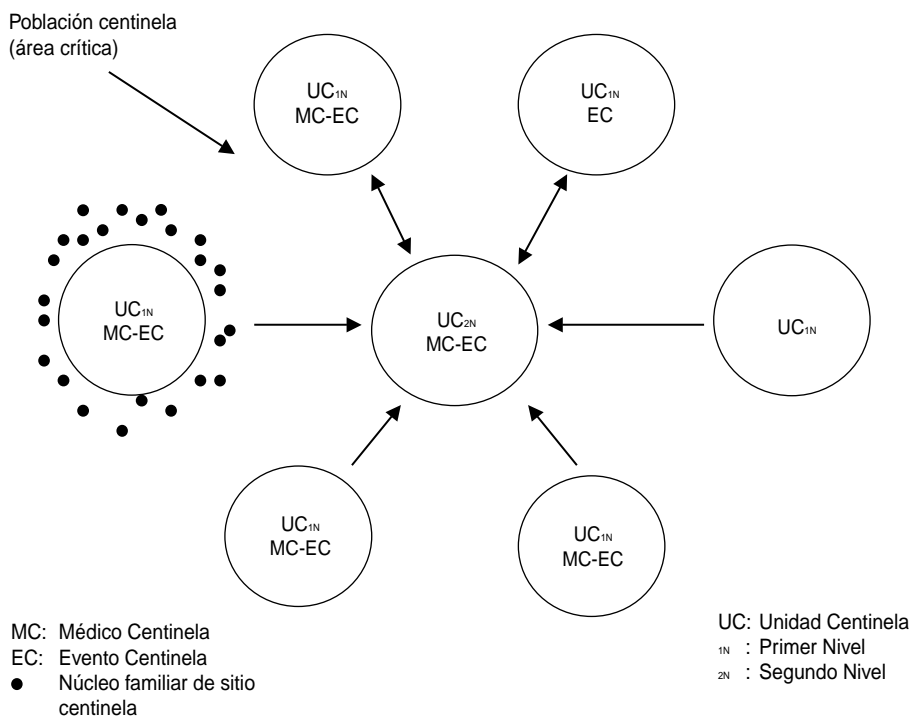 Población centinela
(área crítica)
UC1N
MC-EC
UC1N
EC
UC1N
MC-EC
UC2N
MC-EC
UC1N
UC1N
MC-EC
UC1N
MC-EC
MC: Médico Centinela
EC: Evento Centinela
● Núcleo familiar de sitio
centinela
UC: Unidad Centinela
1N : Primer Nivel
2N : Segundo Nivel